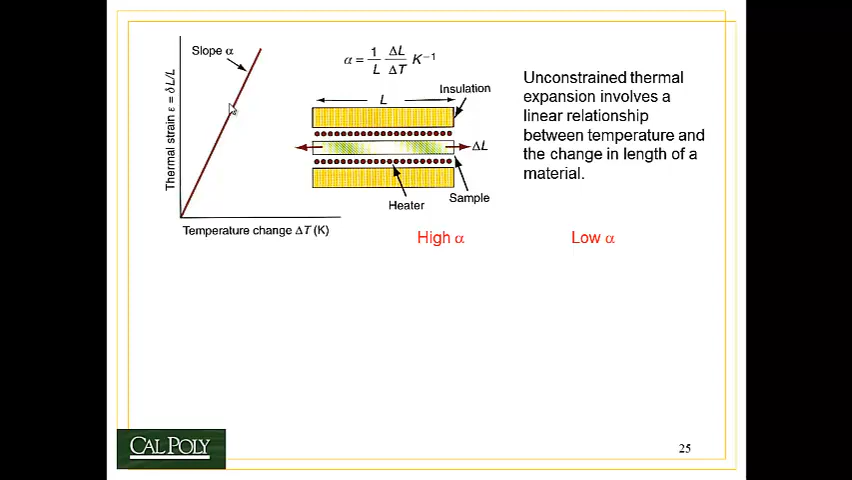 Slope α
Thermal strain ε = δL/L
Temperature change ΔT (K)
α = 1/L ΔL/ΔT K⁻¹
L
Insulation
ΔL
Sample
Heater
Unconstrained thermal
expansion involves a
linear relationship
between temperature and
the change in length of a
material.
High α
Low α
CAL POLY
25